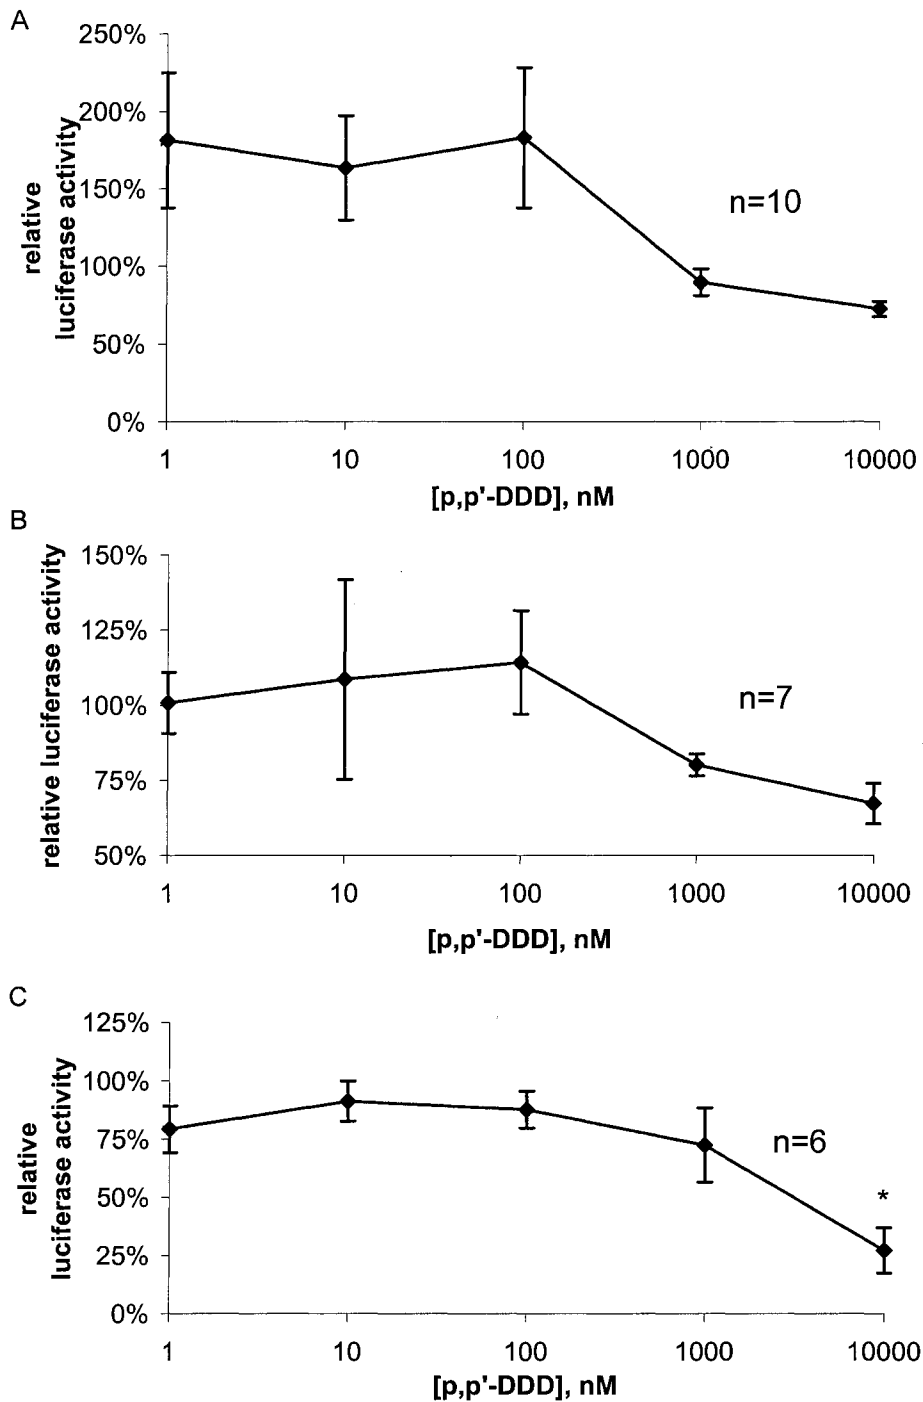 A
250%
200%
150%
100%
50%
0%
relative
luciferase activity
n=10
1 10 100 1000 10000
[p,p'-DDD], nM
B
150%
125%
100%
75%
50%
relative luciferase activity
n=7
1 10 100 1000 10000
[p,p'-DDD], nM
C
125%
100%
75%
50%
25%
0%
relative
luciferase activity
n=6
*
1 10 100 1000 10000
[p,p'-DDD], nM